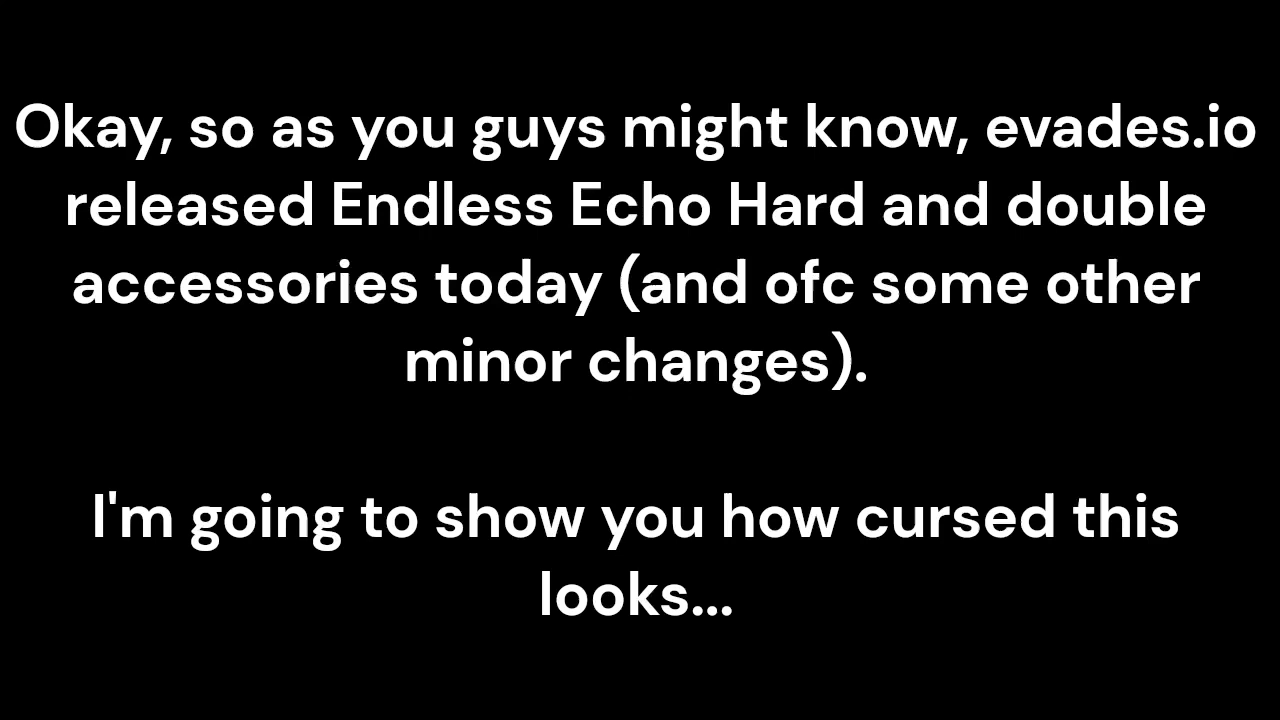 Okay, so as you guys might know, evades.io
released Endless Echo Hard and double
accessories today (and ofc some other
minor changes).
I'm going to show you how cursed this
looks...